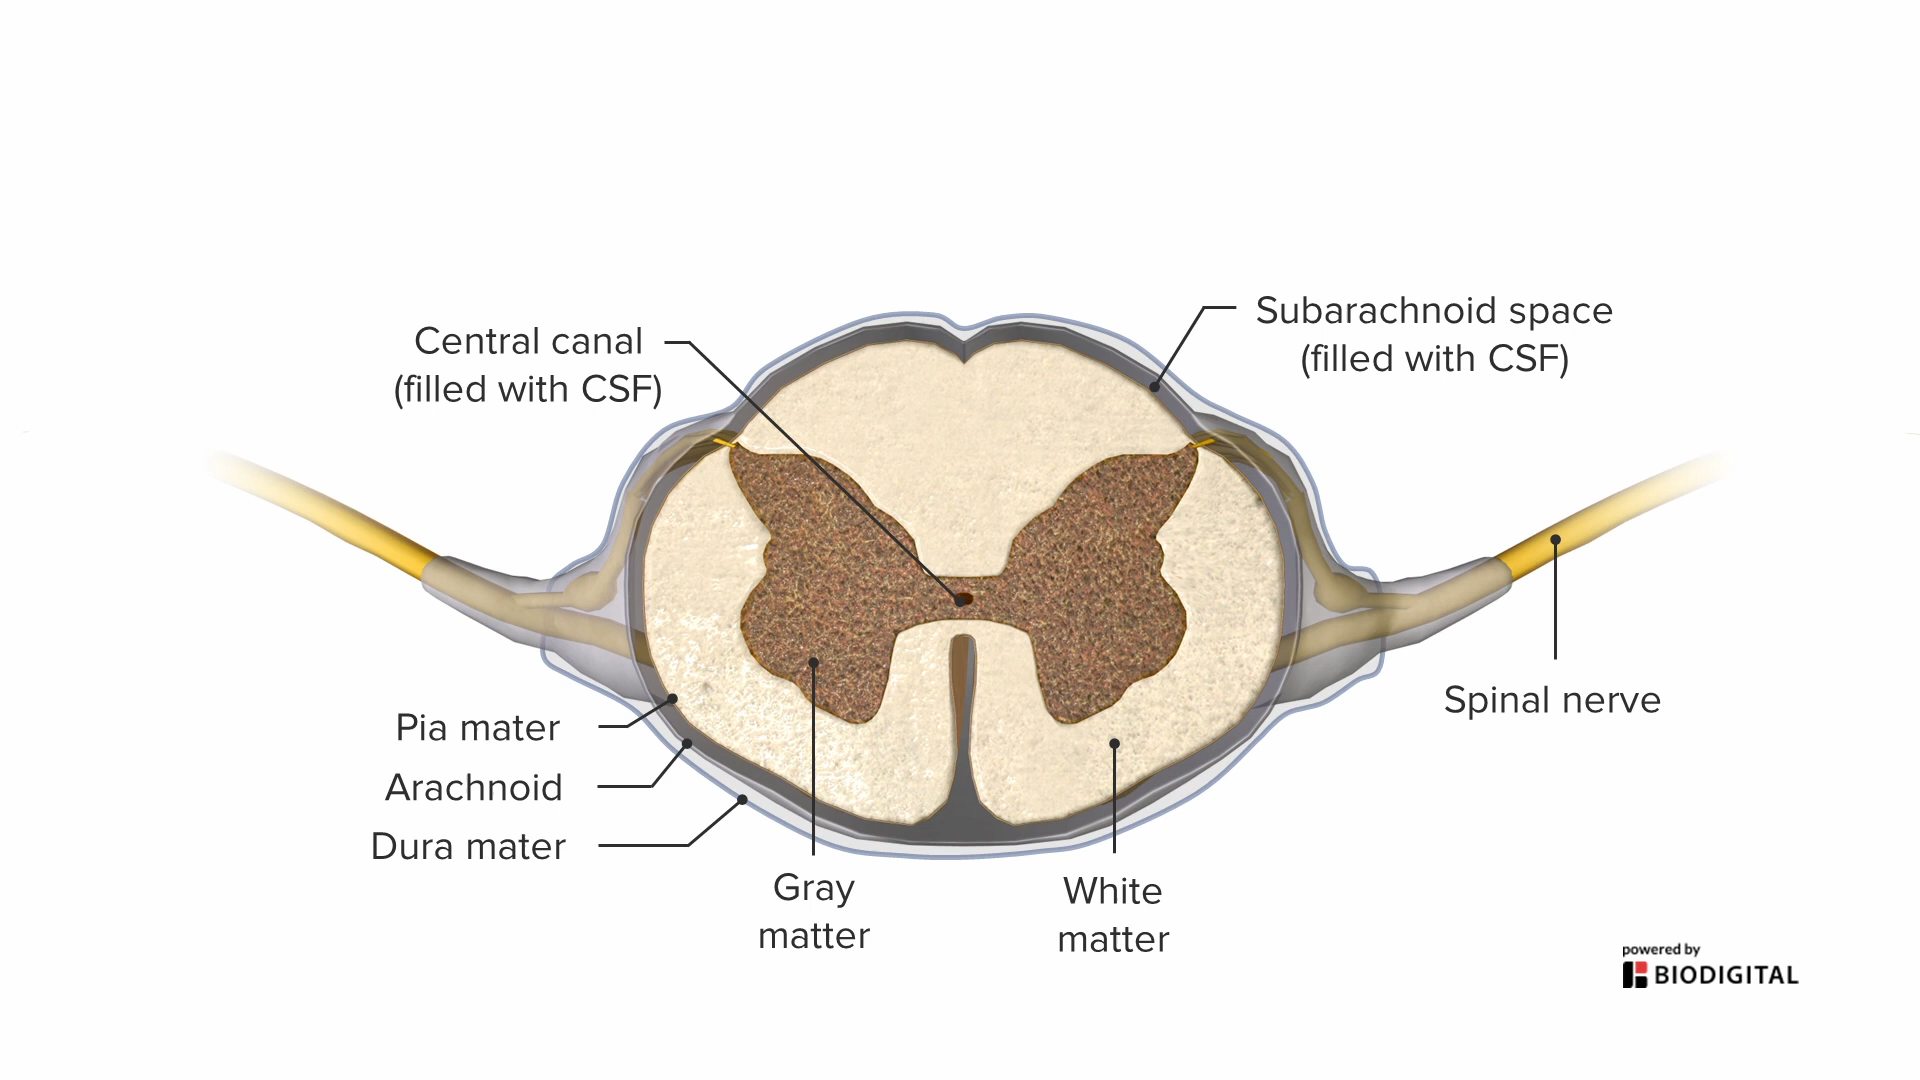 Central canal
(filled with CSF)
Subarachnoid space
(filled with CSF)
Spinal nerve
Pia mater
Arachnoid
Dura mater
Gray
matter
White
matter
powered by
BIODIGITAL